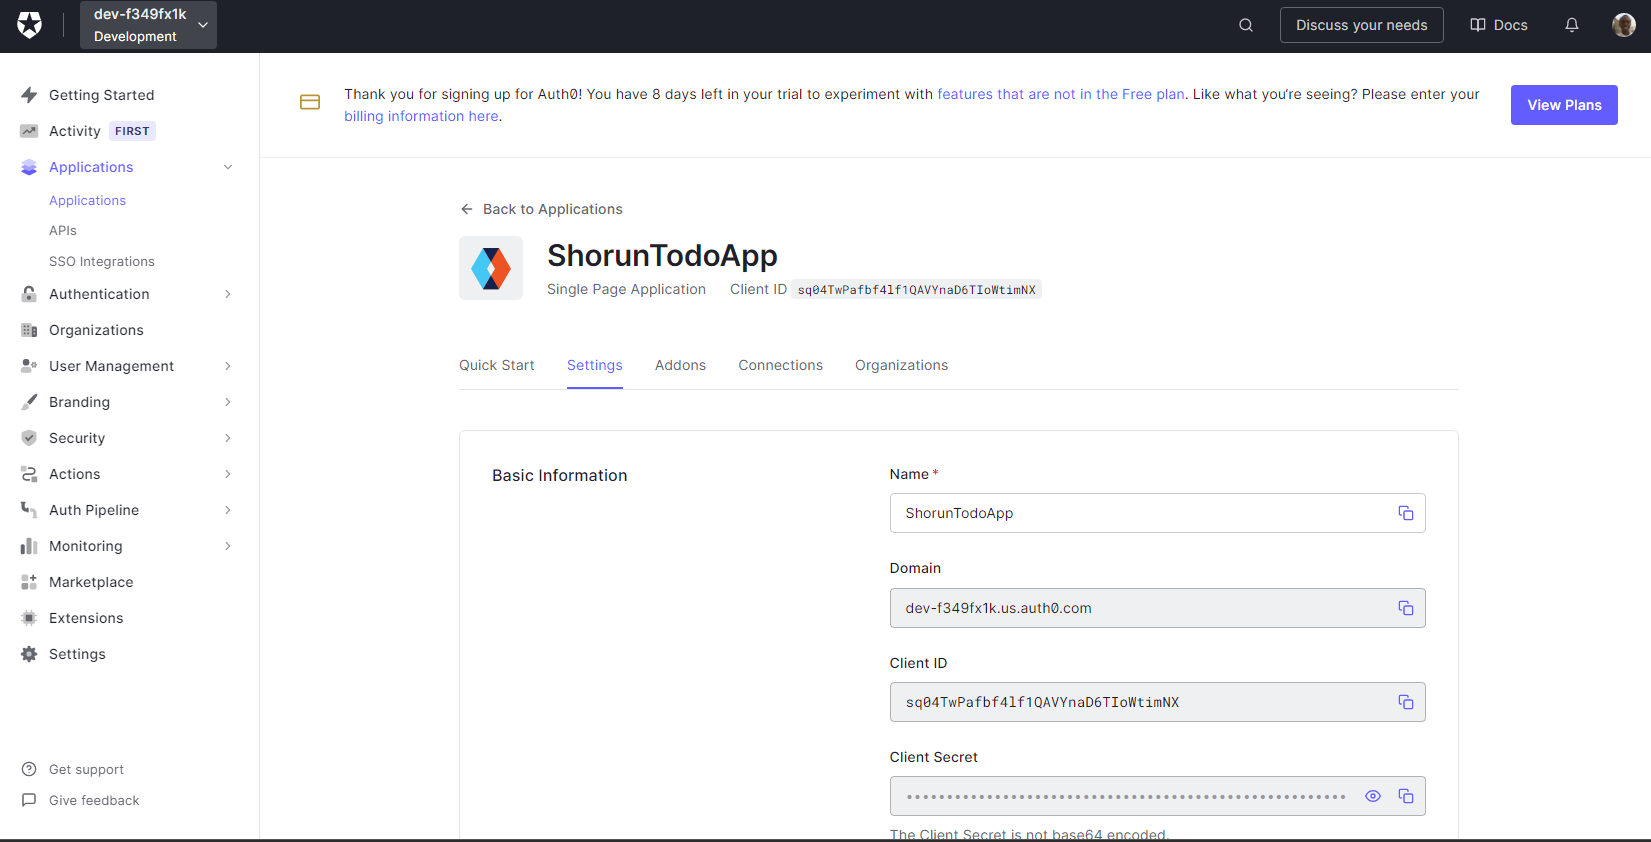 dev-f349fx1k
Development
Discuss your needs
Docs
Getting Started
Activity FIRST
Applications
Applications
APIs
SSO Integrations
Authentication
Organizations
User Management
Branding
Security
Actions
Auth Pipeline
Monitoring
Marketplace
Extensions
Settings
Get support
Give feedback
Thank you for signing up for Auth0! You have 8 days left in your trial to experiment with features that are not in the Free plan. Like what you're seeing? Please enter your
billing information here.
View Plans
Back to Applications
ShorunTodoApp
Single Page Application Client ID sq04TwPafbf4lf1QAVYnaD6TIoWtimNX
Quick Start Settings Addons Connections Organizations
Basic Information
Name *
ShorunTodoApp
Domain
dev-f349fx1k.us.auth0.com
Client ID
sq04TwPafbf4lf1QAVYnaD6TIoWtimNX
Client Secret
The Client Secret is not base64 encoded.